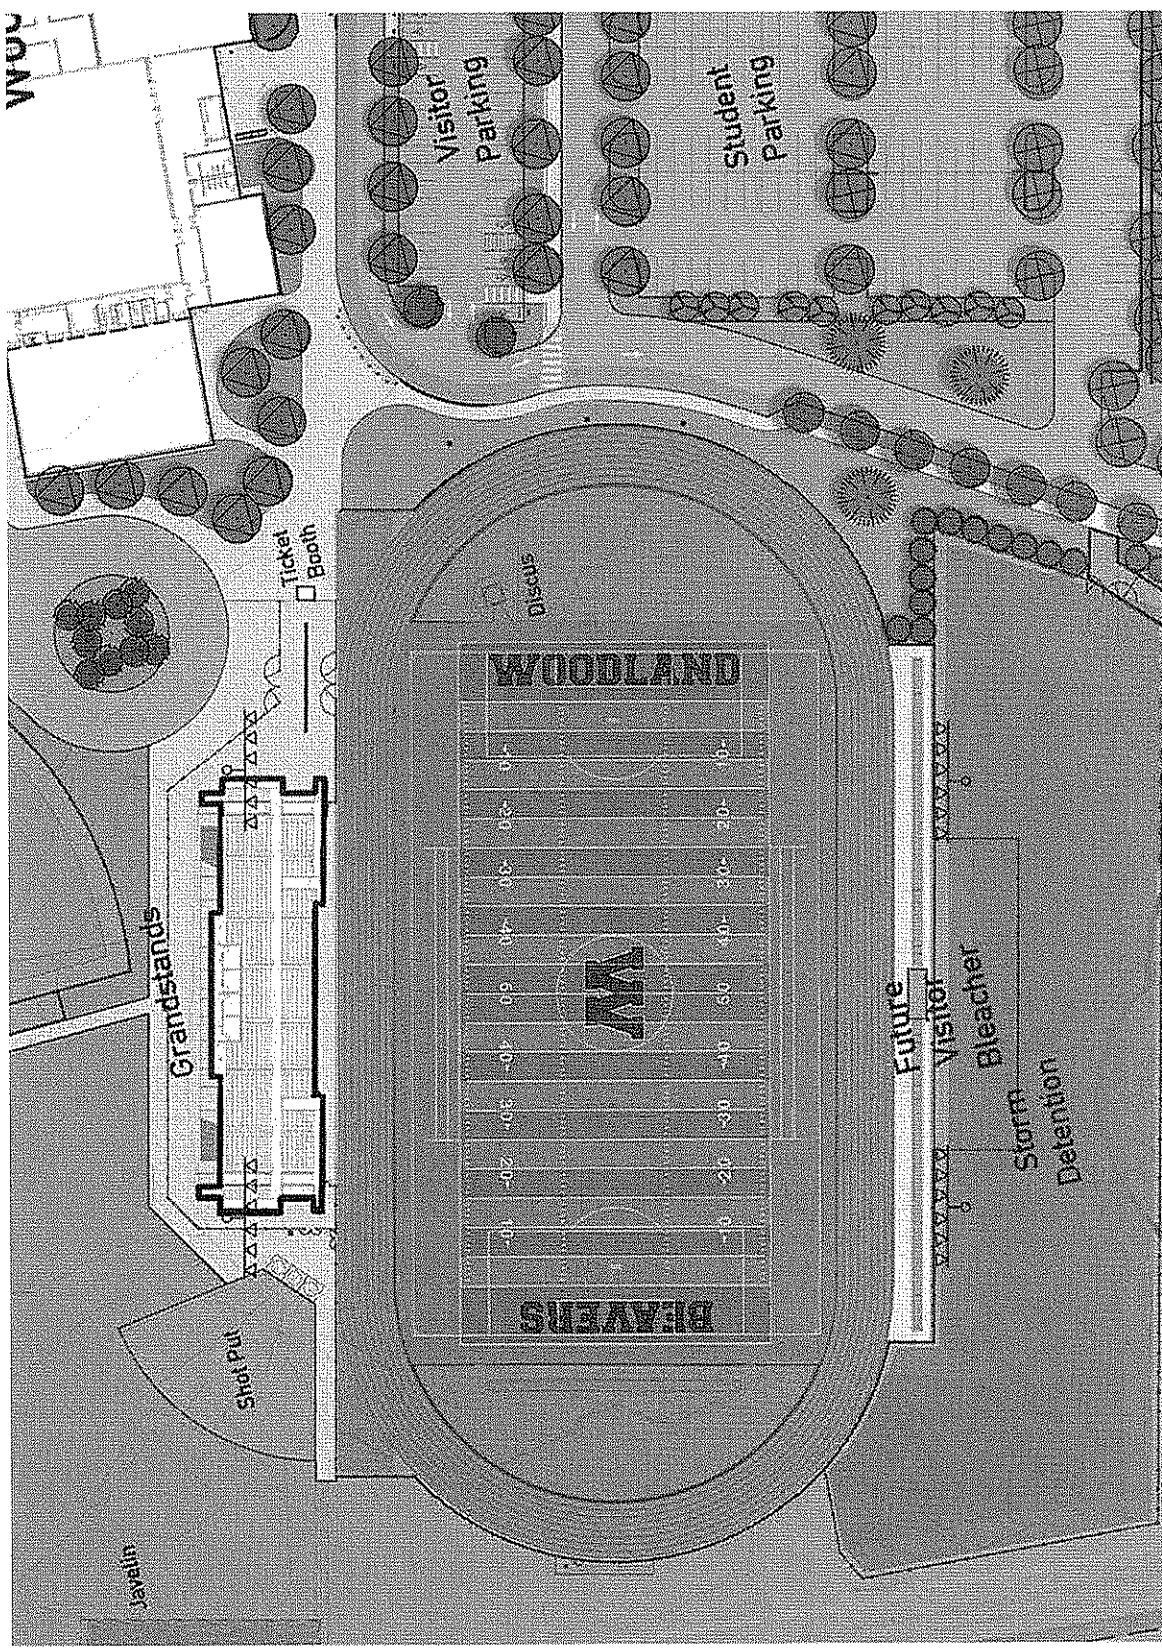 Visitor
Parking
Student
Parking
Ticket
Booth
Discus
WOODLAND
Grandstands
W
Future
Visitor
Bleacher
Storm
Detention
BEAVERS
Shot Put
Javelin